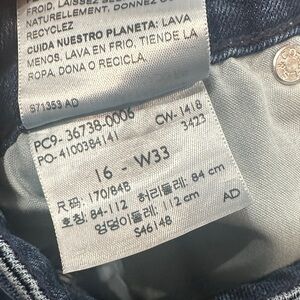 FROID. LAISSEZ SE
NATURELLEMENT. DONNEZ OU
RECYCLEZ
CUIDA NUESTRO PLANETA: LAVA
MENOS, LAVA EN FRIO, TIENDE LA
ROPA, DONA O RECICLA.
S71353 AD
PC9-36738-0006
CW-1418
PO-4100384141
3423
16 - W33
尺码: 170/84B
호칭: 84-112 허리둘레: 84 cm
엉덩이둘레: 112 cm
AD
S46148